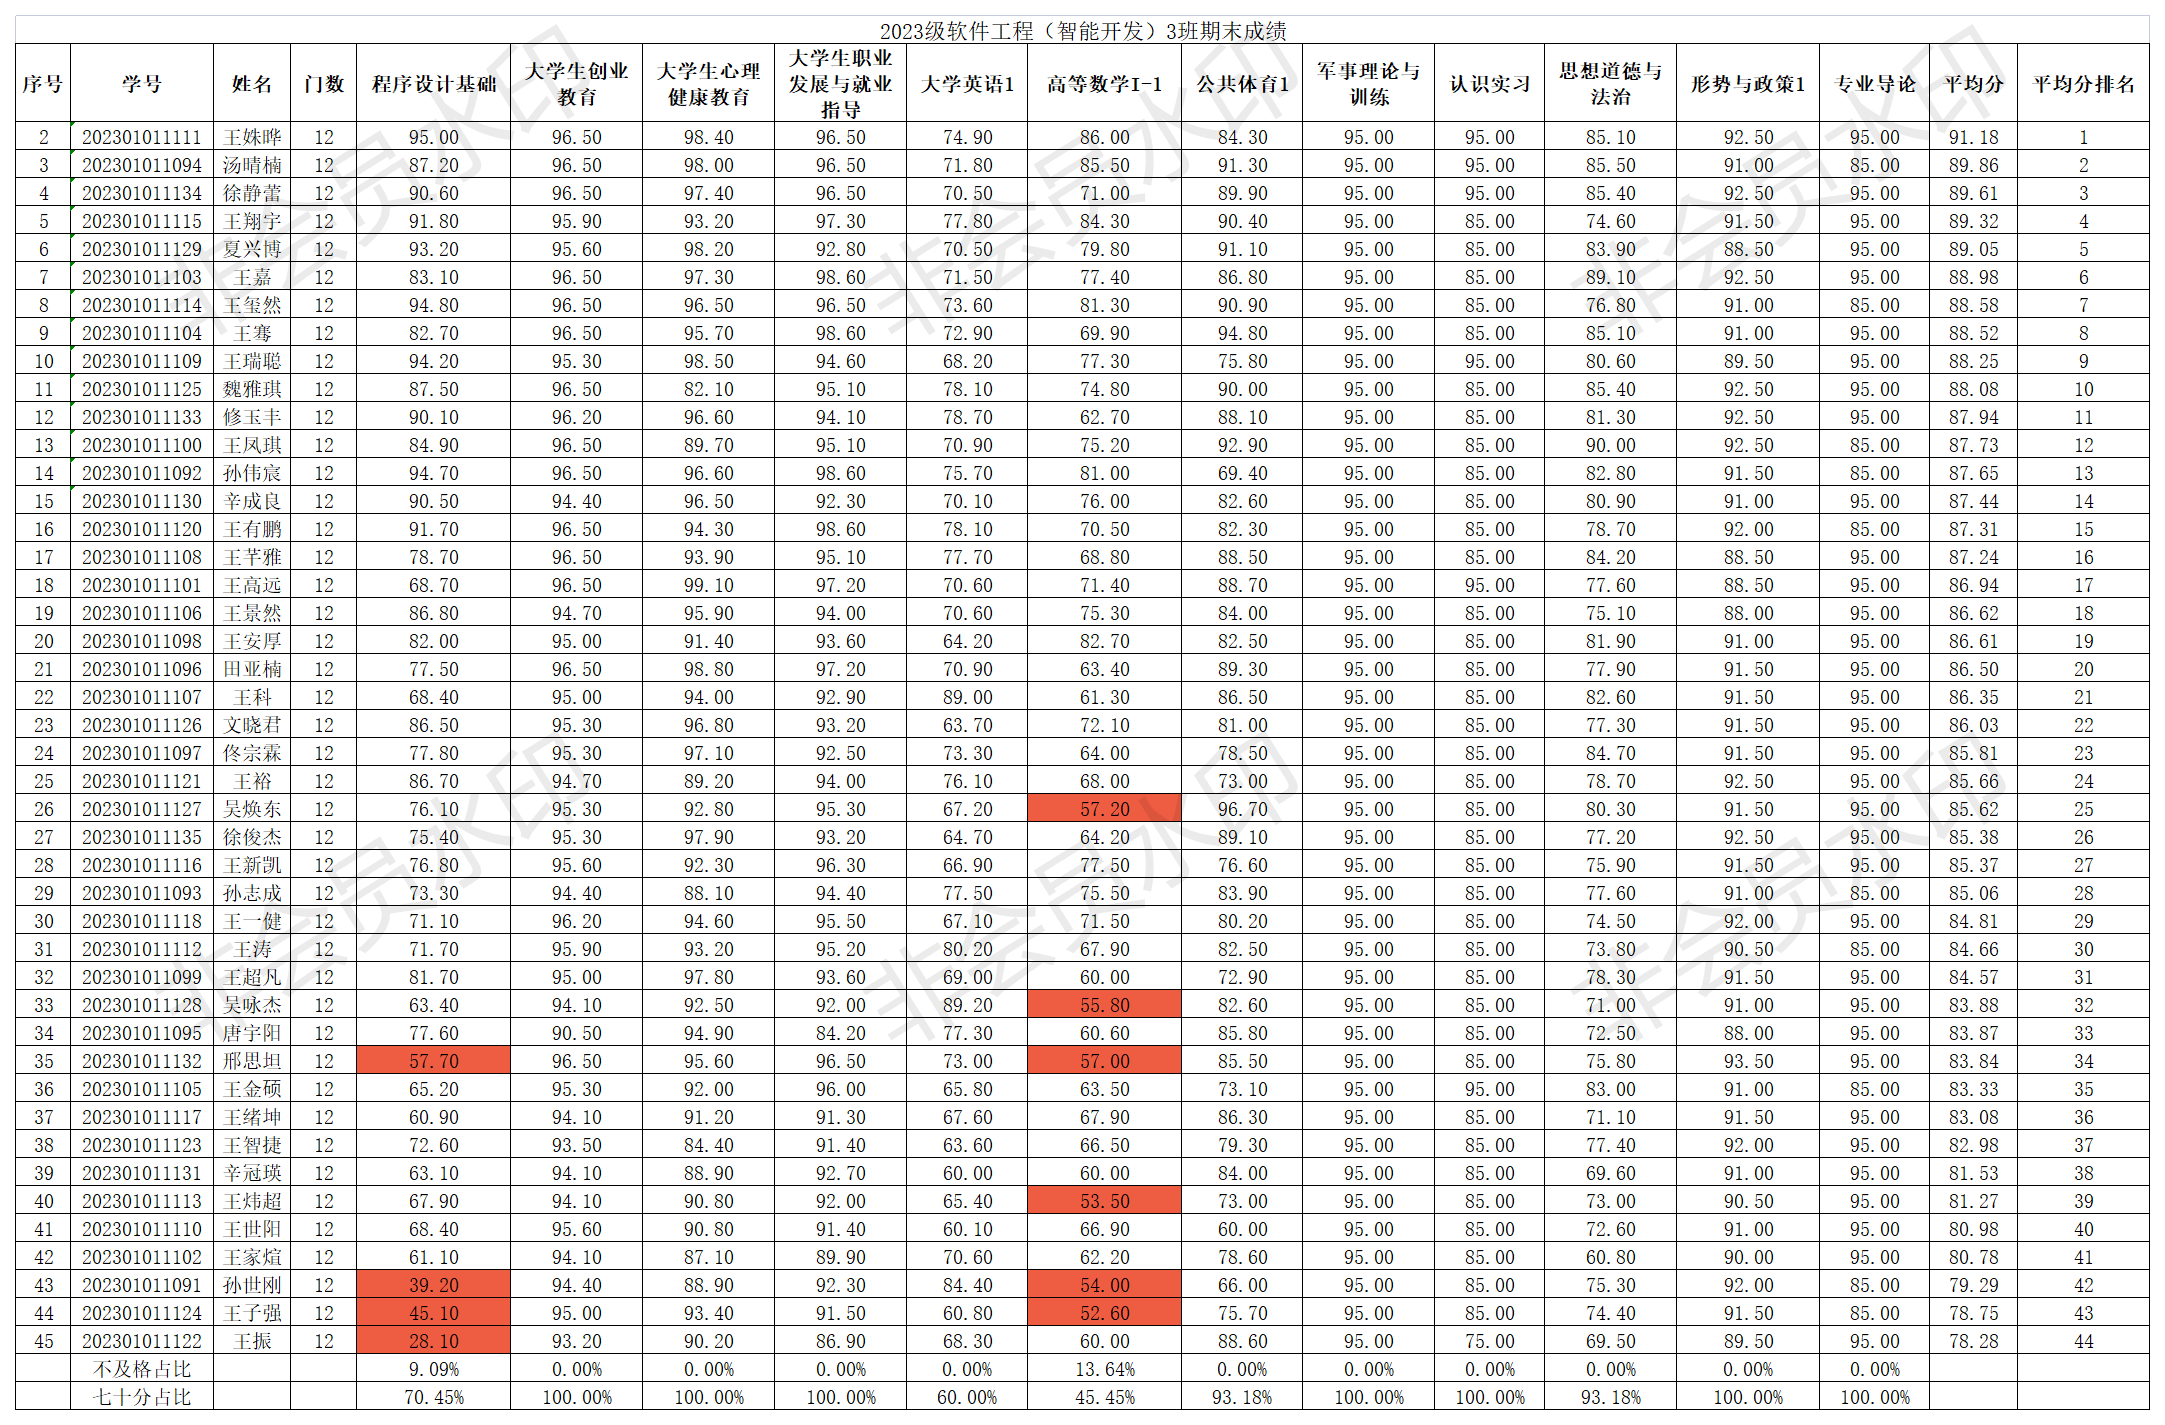 2023级软件工程（智能开发）3班期末成绩
序号 学号 姓名 门数 程序设计基础 大学生创业教育 大学生心理健康教育 大学生职业发展与就业指导 大学英语1 高等数学I-1 公共体育1 军事理论与训练 认识实习 思想道德与法治 形势与政策1 专业导论 平均分 平均分排名
2 202301011111 王姝晔 12 95.00 96.50 98.40 96.50 74.90 86.00 84.30 95.00 95.00 85.10 92.50 95.00 91.18 1
3 202301011094 汤晴楠 12 87.20 96.50 98.00 96.50 71.80 85.50 91.30 95.00 95.00 85.50 91.00 85.00 89.86 2
4 202301011134 徐静蕾 12 90.60 96.50 97.40 96.50 70.50 71.00 89.90 95.00 95.00 85.40 92.50 95.00 89.61 3
5 202301011115 王翔宇 12 91.80 95.90 93.20 97.30 77.80 84.30 90.40 95.00 85.00 74.60 91.50 95.00 89.32 4
6 202301011129 夏兴博 12 93.20 95.60 98.20 92.80 70.50 79.80 91.10 95.00 85.00 83.90 88.50 95.00 89.05 5
7 202301011103 王嘉 12 83.10 96.50 97.30 98.60 71.50 77.40 86.80 95.00 85.00 89.10 92.50 95.00 88.98 6
8 202301011114 王玺然 12 94.80 96.50 96.50 96.50 73.60 81.30 90.90 95.00 85.00 76.80 91.00 85.00 88.58 7
9 202301011104 王骞 12 82.70 96.50 95.70 98.60 72.90 69.90 94.80 95.00 85.00 85.10 91.00 95.00 88.52 8
10 202301011109 王瑞聪 12 94.20 95.30 98.50 94.60 68.20 77.30 75.80 95.00 95.00 80.60 89.50 95.00 88.25 9
11 202301011125 魏雅琪 12 87.50 96.50 82.10 95.10 78.10 74.80 90.00 95.00 85.00 85.40 92.50 95.00 88.08 10
12 202301011133 修玉丰 12 90.10 96.20 96.60 94.10 78.70 62.70 88.10 95.00 85.00 81.30 92.50 95.00 87.94 11
13 202301011100 王凤琪 12 84.90 96.50 89.70 95.10 70.90 75.20 92.90 95.00 85.00 90.00 92.50 85.00 87.73 12
14 202301011092 孙伟宸 12 94.70 96.50 96.60 98.60 75.70 81.00 69.40 95.00 85.00 82.80 91.50 85.00 87.65 13
15 202301011130 辛成良 12 90.50 94.40 96.50 92.30 70.10 76.00 82.60 95.00 85.00 80.90 91.00 95.00 87.44 14
16 202301011120 王有鹏 12 91.70 96.50 94.30 98.60 78.10 70.50 82.30 95.00 85.00 78.70 92.00 85.00 87.31 15
17 202301011108 王芊雅 12 78.70 96.50 93.90 95.10 77.70 68.80 88.50 95.00 85.00 84.20 88.50 95.00 87.24 16
18 202301011101 王高远 12 68.70 96.50 99.10 97.20 70.60 71.40 88.70 95.00 95.00 77.60 88.50 95.00 86.94 17
19 202301011106 王景然 12 86.80 94.70 95.90 94.00 70.60 75.30 84.00 95.00 85.00 75.10 88.00 95.00 86.62 18
20 202301011098 王安厚 12 82.00 95.00 91.40 93.60 64.20 82.70 82.50 95.00 85.00 81.90 91.00 95.00 86.61 19
21 202301011096 田亚楠 12 77.50 96.50 98.80 97.20 70.90 63.40 89.30 95.00 85.00 77.90 91.50 95.00 86.50 20
22 202301011107 王科 12 68.40 95.00 94.00 92.90 89.00 61.30 86.50 95.00 85.00 82.60 91.50 95.00 86.35 21
23 202301011126 文晓君 12 86.50 95.30 96.80 93.20 63.70 72.10 81.00 95.00 85.00 77.30 91.50 95.00 86.03 22
24 202301011097 佟宗霖 12 77.80 95.30 97.10 92.50 73.30 64.00 78.50 95.00 85.00 84.70 91.50 95.00 85.81 23
25 202301011121 王裕 12 86.70 94.70 89.20 94.00 76.10 68.00 73.00 95.00 85.00 78.70 92.50 95.00 85.66 24
26 202301011127 吴焕东 12 76.10 95.30 92.80 95.30 67.20 57.20 96.70 95.00 85.00 80.30 91.50 95.00 85.62 25
27 202301011135 徐俊杰 12 75.40 95.30 97.90 93.20 64.70 64.20 89.10 95.00 85.00 77.20 92.50 95.00 85.38 26
28 202301011116 王新凯 12 76.80 95.60 92.30 96.30 66.90 77.50 76.60 95.00 85.00 75.90 91.50 95.00 85.37 27
29 202301011093 孙志成 12 73.30 94.40 88.10 94.40 77.50 75.50 83.90 95.00 85.00 77.60 91.00 85.00 85.06 28
30 202301011118 王一健 12 71.10 96.20 94.60 95.50 67.10 71.50 80.20 95.00 85.00 74.50 92.00 95.00 84.81 29
31 202301011112 王涛 12 71.70 95.90 93.20 95.20 80.20 67.90 82.50 95.00 85.00 73.80 90.50 85.00 84.66 30
32 202301011099 王超凡 12 81.70 95.00 97.80 93.60 69.00 60.00 72.90 95.00 85.00 78.30 91.50 95.00 84.57 31
33 202301011128 吴咏杰 12 63.40 94.10 92.50 92.00 89.20 55.80 82.60 95.00 85.00 71.00 91.00 95.00 83.88 32
34 202301011095 唐宇阳 12 77.60 90.50 94.90 84.20 77.30 60.60 85.80 95.00 85.00 72.50 88.00 95.00 83.87 33
35 202301011132 邢思坦 12 57.70 96.50 95.60 96.50 73.00 57.00 85.50 95.00 85.00 75.80 93.50 95.00 83.84 34
36 202301011105 王金硕 12 65.20 95.30 92.00 96.00 65.80 63.50 73.10 95.00 95.00 83.00 91.00 85.00 83.33 35
37 202301011117 王绪坤 12 60.90 94.10 91.20 91.30 67.60 67.90 86.30 95.00 85.00 71.10 91.50 95.00 83.08 36
38 202301011123 王智捷 12 72.60 93.50 84.40 91.40 63.60 66.50 79.30 95.00 85.00 77.40 92.00 95.00 82.98 37
39 202301011131 辛冠瑛 12 63.10 94.10 88.90 92.70 60.00 60.00 84.00 95.00 85.00 69.60 91.00 95.00 81.53 38
40 202301011113 王炜超 12 67.90 94.10 90.80 92.00 65.40 53.50 73.00 95.00 85.00 73.00 90.50 95.00 81.27 39
41 202301011110 王世阳 12 68.40 95.60 90.80 91.40 60.10 66.90 60.00 95.00 85.00 72.60 91.00 95.00 80.98 40
42 202301011102 王家煊 12 61.10 94.10 87.10 89.90 70.60 62.20 78.60 95.00 85.00 60.80 90.00 95.00 80.78 41
43 202301011091 孙世刚 12 39.20 94.40 88.90 92.30 84.40 54.00 66.00 95.00 85.00 75.30 92.00 85.00 79.29 42
44 202301011124 王子强 12 45.10 95.00 93.40 91.50 60.80 52.60 75.70 95.00 85.00 74.40 91.50 85.00 78.75 43
45 202301011122 王振 12 28.10 93.20 90.20 86.90 68.30 60.00 88.60 95.00 75.00 69.50 89.50 95.00 78.28 44
不及格占比 9.09% 0.00% 0.00% 0.00% 0.00% 13.64% 0.00% 0.00% 0.00% 0.00% 0.00% 0.00%
七十分占比 70.45% 100.00% 100.00% 100.00% 60.00% 45.45% 93.18% 100.00% 100.00% 93.18% 100.00% 100.00%
非会员水印
非会员水印
非会员水印
非会员水印
非会员水印
非会员水印